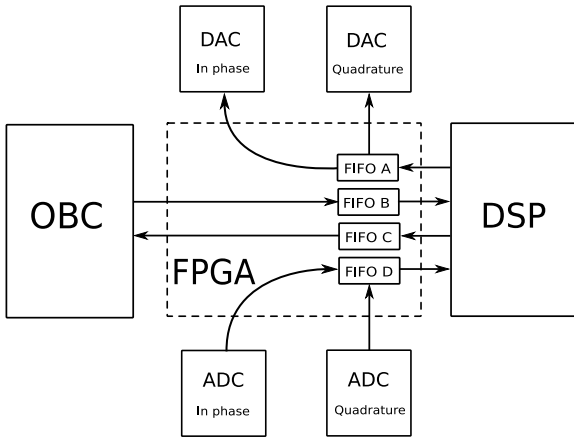 DAC
In phase
DAC
Quadrature
OBC
FPGA
FIFO A
FIFO B
FIFO C
FIFO D
DSP
ADC
In phase
ADC
Quadrature